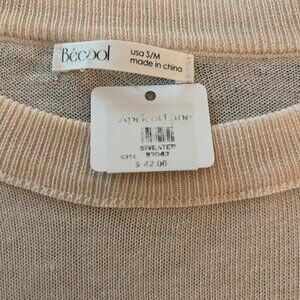 Bécool
usa S/M
made in china
Apricot Lane
SWEATER
$ 42.00